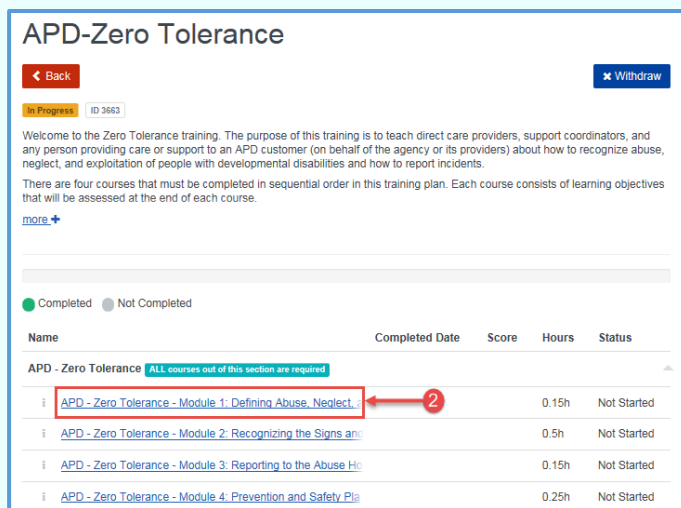 APD-Zero Tolerance
Back
Withdraw
In Progress ID 3663
Welcome to the Zero Tolerance training. The purpose of this training is to teach direct care providers, support coordinators, and
any person providing care or support to an APD customer (on behalf of the agency or its providers) about how to recognize abuse,
neglect, and exploitation of people with developmental disabilities and how to report incidents.
There are four courses that must be completed in sequential order in this training plan. Each course consists of learning objectives
that will be assessed at the end of each course.
more
Completed Not Completed
Name Completed Date Score Hours Status
APD - Zero Tolerance ALL courses out of this section are required
i APD - Zero Tolerance - Module 1: Defining Abuse, Neglect, 2 0.15h Not Started
i APD - Zero Tolerance - Module 2: Recognizing the Signs and 0.5h Not Started
i APD - Zero Tolerance - Module 3: Reporting to the Abuse Ho 0.15h Not Started
i APD - Zero Tolerance - Module 4: Prevention and Safety Pla 0.25h Not Started